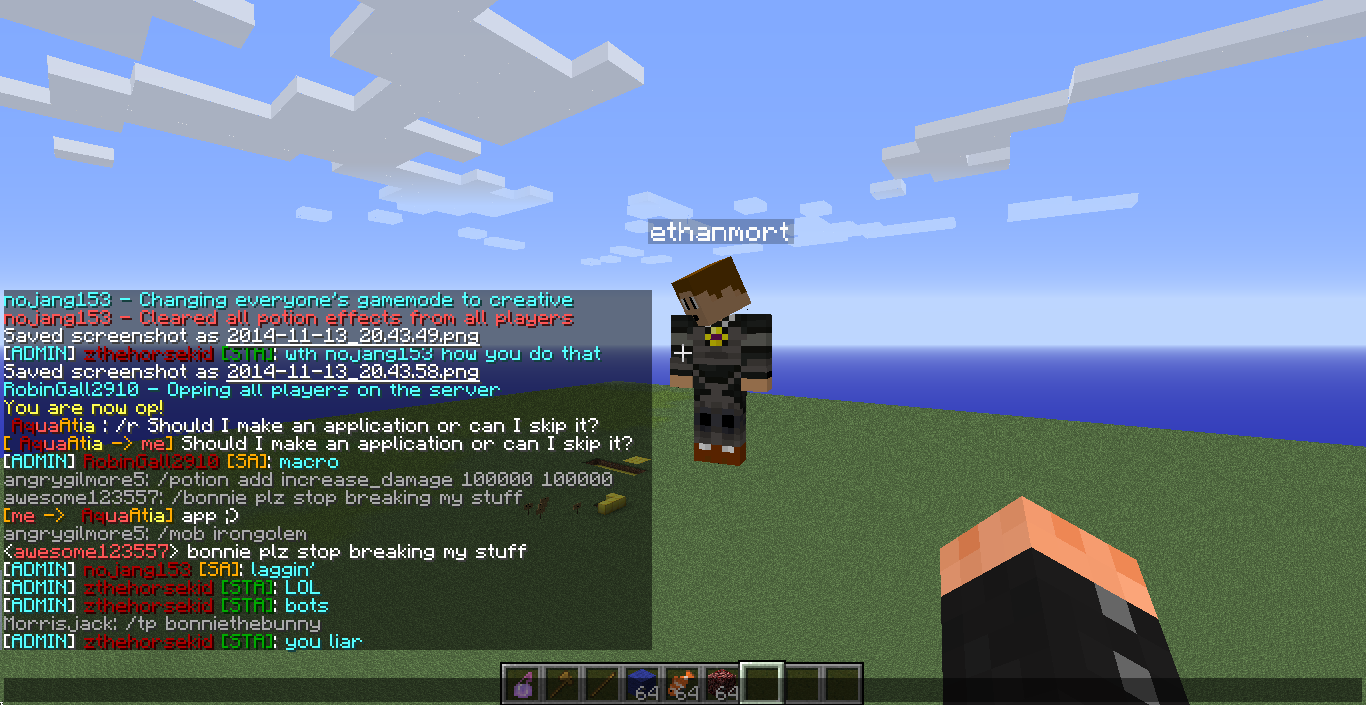 ethanmort
nojang153 - Changing everyone's gamemode to creative
nojang153 - Cleared all potion effects from all players
Saved screenshot as 2014-11-13_20.43.49.png
[ADMIN] zthehorsekid [STA]: wth nojang153 how you do that
Saved screenshot as 2014-11-13_20.43.58.png
RobinGall2910 - Opping all players on the server
You are now op!
AquaAtia : /r Should I make an application or can I skip it?
[ AquaAtia -> me] Should I make an application or can I skip it?
[ADMIN] RobinGall2910 [SA]: macro
angrygilmore5: /potion add increase_damage 100000 100000
awesome123557: /bonnie plz stop breaking my stuff
[me -> AquaAtia] app ;)
angrygilmore5: /mob irongolem
<awesome123557> bonnie plz stop breaking my stuff
[ADMIN] nojang153 [SA]: laggin'
[ADMIN] zthehorsekid [STA]: LOL
[ADMIN] zthehorsekid [STA]: bots
Morrisjack: /tp bonniethebunny
[ADMIN] zthehorsekid [STA]: you liar
64 64 64